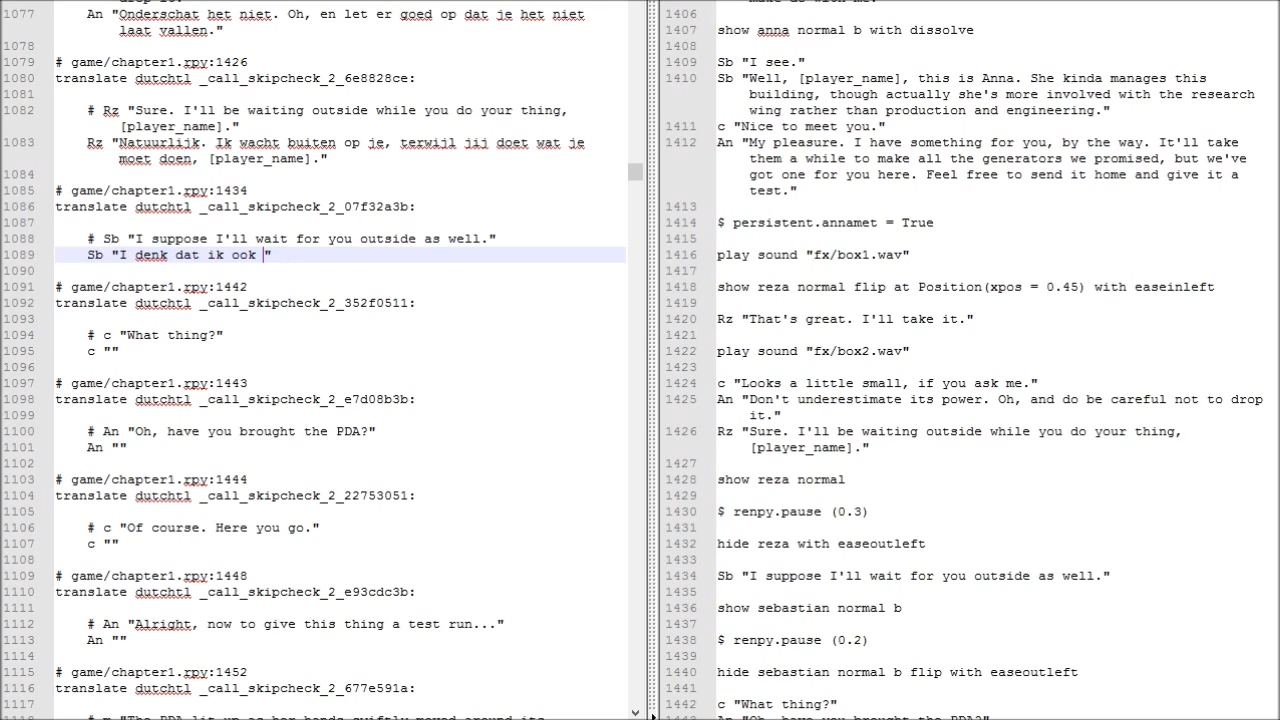 1077 An "Onderschat het niet. Oh, en let er goed op dat je het niet
laat vallen."
1078
1079 # game/chapter1.rpy:1426
1080 translate dutchtl _call_skipcheck_2_6e8828ce:
1081
1082 # Rz "Sure. I'll be waiting outside while you do your thing,
[player_name]."
1083 Rz "Natuurlijk. Ik wacht buiten op je, terwijl jij doet wat je
moet doen, [player_name]."
1084
1085 # game/chapter1.rpy:1434
1086 translate dutchtl _call_skipcheck_2_07f32a3b:
1087
1088 # Sb "I suppose I'll wait for you outside as well."
1089 Sb "I denk dat ik ook "
1090
1091 # game/chapter1.rpy:1442
1092 translate dutchtl _call_skipcheck_2_352f0511:
1093
1094 # c "What thing?"
1095 c ""
1096
1097 # game/chapter1.rpy:1443
1098 translate dutchtl _call_skipcheck_2_e7d08b3b:
1099
1100 # An "Oh, have you brought the PDA?"
1101 An ""
1102
1103 # game/chapter1.rpy:1444
1104 translate dutchtl _call_skipcheck_2_22753051:
1105
1106 # c "Of course. Here you go."
1107 c ""
1108
1109 # game/chapter1.rpy:1448
1110 translate dutchtl _call_skipcheck_2_e93cdc3b:
1111
1112 # An "Alright, now to give this thing a test run..."
1113 An ""
1114
1115 # game/chapter1.rpy:1452
1116 translate dutchtl _call_skipcheck_2_677e591a:
1117
1406
1407 show anna normal b with dissolve
1408
1409 Sb "I see."
1410 Sb "Well, [player_name], this is Anna. She kinda manages this
building, though actually she's more involved with the research
wing rather than production and engineering."
1411 c "Nice to meet you."
1412 An "My pleasure. I have something for you, by the way. It'll take
them a while to make all the generators we promised, but we've
got one for you here. Feel free to send it home and give it a
test."
1413
1414 $ persistent.annamet = True
1415
1416 play sound "fx/box1.wav"
1417
1418 show reza normal flip at Position(xpos = 0.45) with easeinleft
1419
1420 Rz "That's great. I'll take it."
1421
1422 play sound "fx/box2.wav"
1423
1424 c "Looks a little small, if you ask me."
1425 An "Don't underestimate its power. Oh, and do be careful not to drop
it."
1426 Rz "Sure. I'll be waiting outside while you do your thing,
[player_name]."
1427
1428 show reza normal
1429
1430 $ renpy.pause (0.3)
1431
1432 hide reza with easeoutleft
1433
1434 Sb "I suppose I'll wait for you outside as well."
1435
1436 show sebastian normal b
1437
1438 $ renpy.pause (0.2)
1439
1440 hide sebastian normal b flip with easeoutleft
1441
1442 c "What thing?"